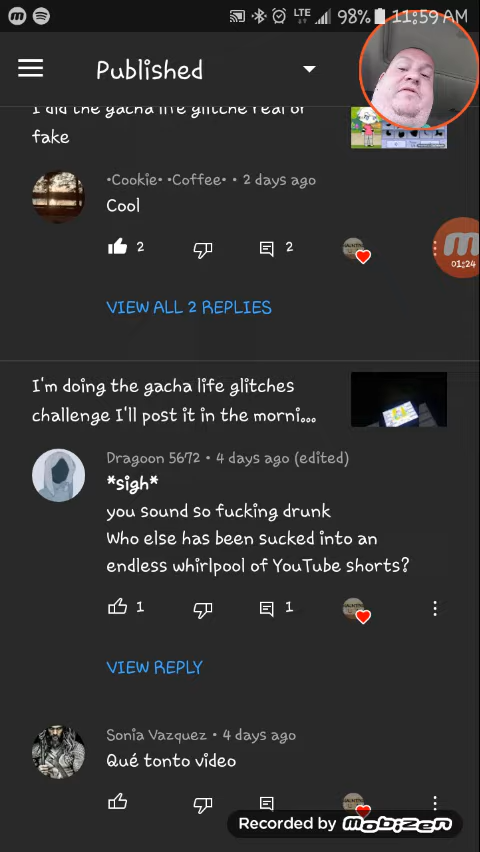 LTE 98% 11:59 AM
Published
I did the gacha life glitche real or
fake
•Cookie• •Coffee• • 2 days ago
Cool
2 2
01:24
VIEW ALL 2 REPLIES
I'm doing the gacha life glitches
challenge I'll post it in the morni...
Dragoon 5672 • 4 days ago (edited)
*sigh*
you sound so fucking drunk
Who else has been sucked into an
endless whirlpool of YouTube shorts?
1 1
VIEW REPLY
Sonia Vazquez • 4 days ago
Qué tonto video
Recorded by mobizen